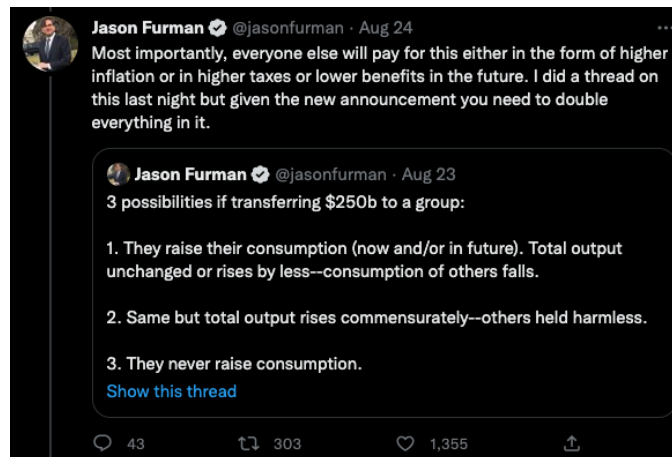 Jason Furman @jasonfurman · Aug 24
Most importantly, everyone else will pay for this either in the form of higher
inflation or in higher taxes or lower benefits in the future. I did a thread on
this last night but given the new announcement you need to double
everything in it.
Jason Furman @jasonfurman · Aug 23
3 possibilities if transferring $250b to a group:
1. They raise their consumption (now and/or in future). Total output
unchanged or rises by less--consumption of others falls.
2. Same but total output rises commensurately--others held harmless.
3. They never raise consumption.
Show this thread
43 303 1,355